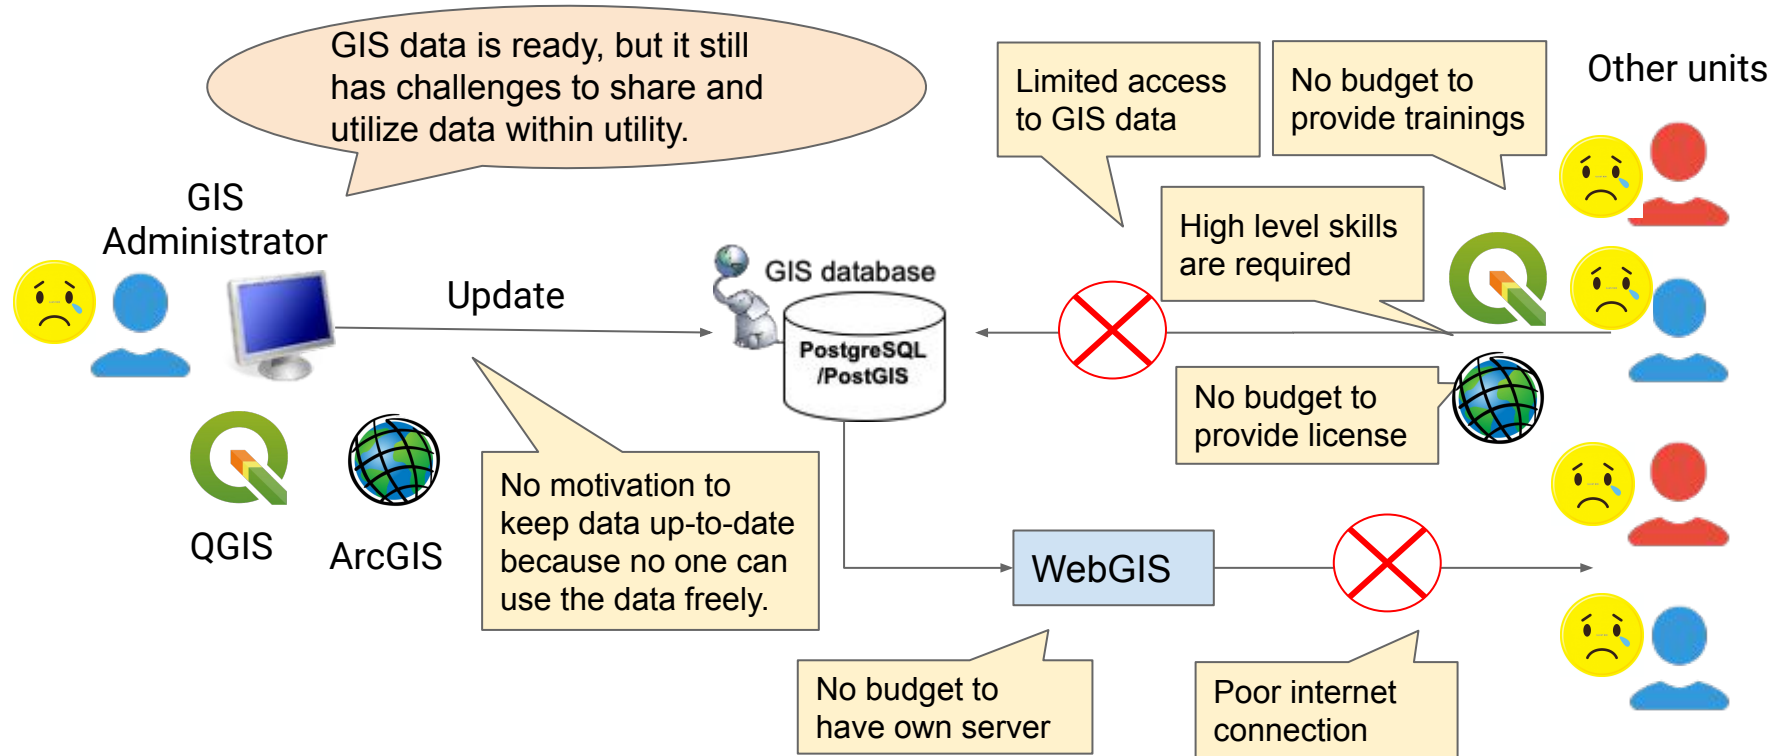 GIS data is ready, but it still
has challenges to share and
utilize data within utility.
Limited access
to GIS data
No budget to
provide trainings
Other units
GIS
Administrator
High level skills
are required
Update
GIS database
PostgreSQL
/PostGIS
No budget to
provide license
QGIS
ArcGIS
No motivation to
keep data up-to-date
because no one can
use the data freely.
WebGIS
No budget to
have own server
Poor internet
connection